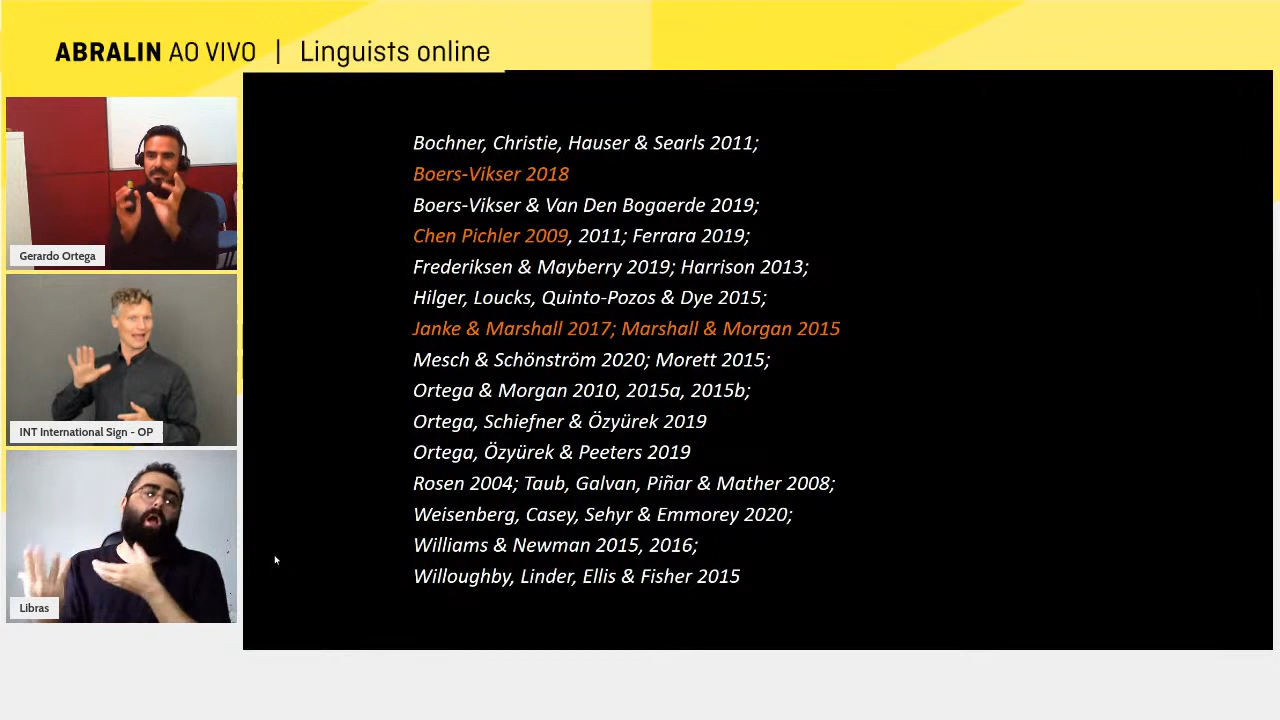 ABRALIN AO VIVO | Linguists online
Gerardo Ortega
INT International Sign - OP
Libras
Bochner, Christie, Hauser & Searls 2011;
Boers-Vikser 2018
Boers-Vikser & Van Den Bogaerde 2019;
Chen Pichler 2009, 2011; Ferrara 2019;
Frederiksen & Mayberry 2019; Harrison 2013;
Hilger, Loucks, Quinto-Pozos & Dye 2015;
Janke & Marshall 2017; Marshall & Morgan 2015
Mesch & Schönström 2020; Morett 2015;
Ortega & Morgan 2010, 2015a, 2015b;
Ortega, Schiefner & Özyürek 2019
Ortega, Özyürek & Peeters 2019
Rosen 2004; Taub, Galvan, Piñar & Mather 2008;
Weisenberg, Casey, Sehyr & Emmorey 2020;
Williams & Newman 2015, 2016;
Willoughby, Linder, Ellis & Fisher 2015